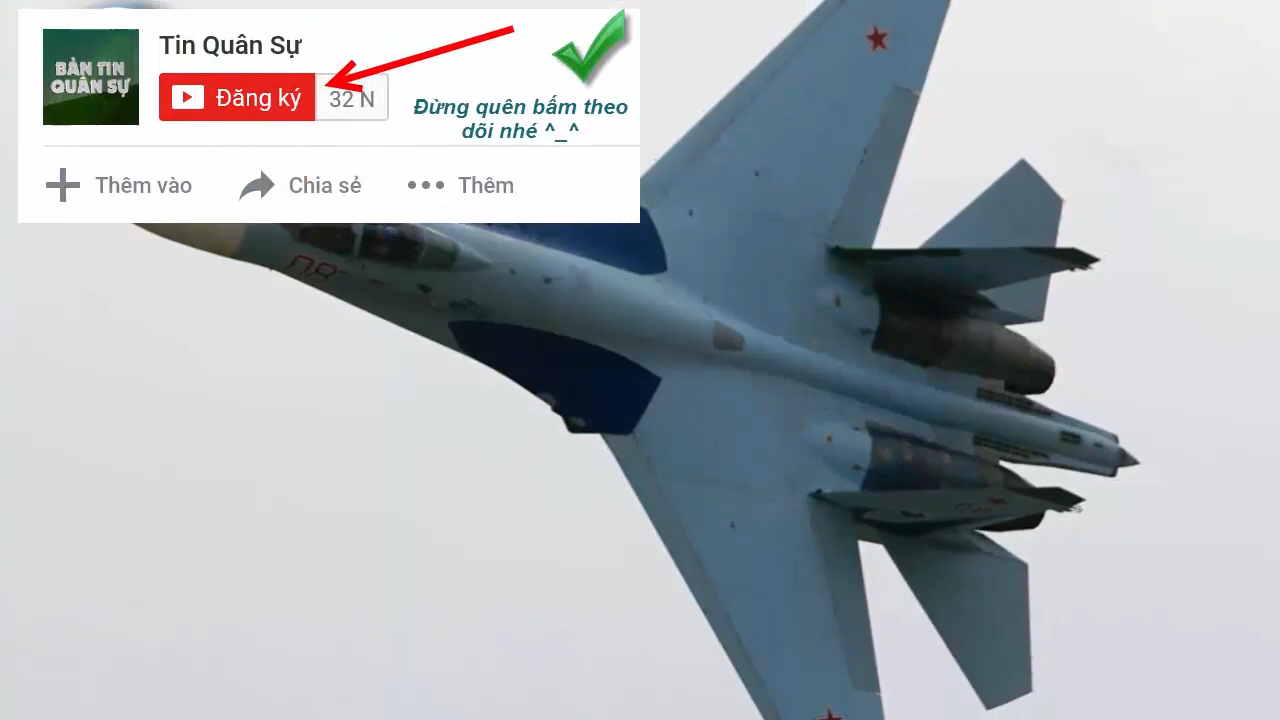 Tin Quân Sự
BẢN TIN
QUÂN SỰ
Đăng ký
32 N
Đừng quên bấm theo
dõi nhé ^_^
Thêm vào
Chia sẻ
Thêm
08